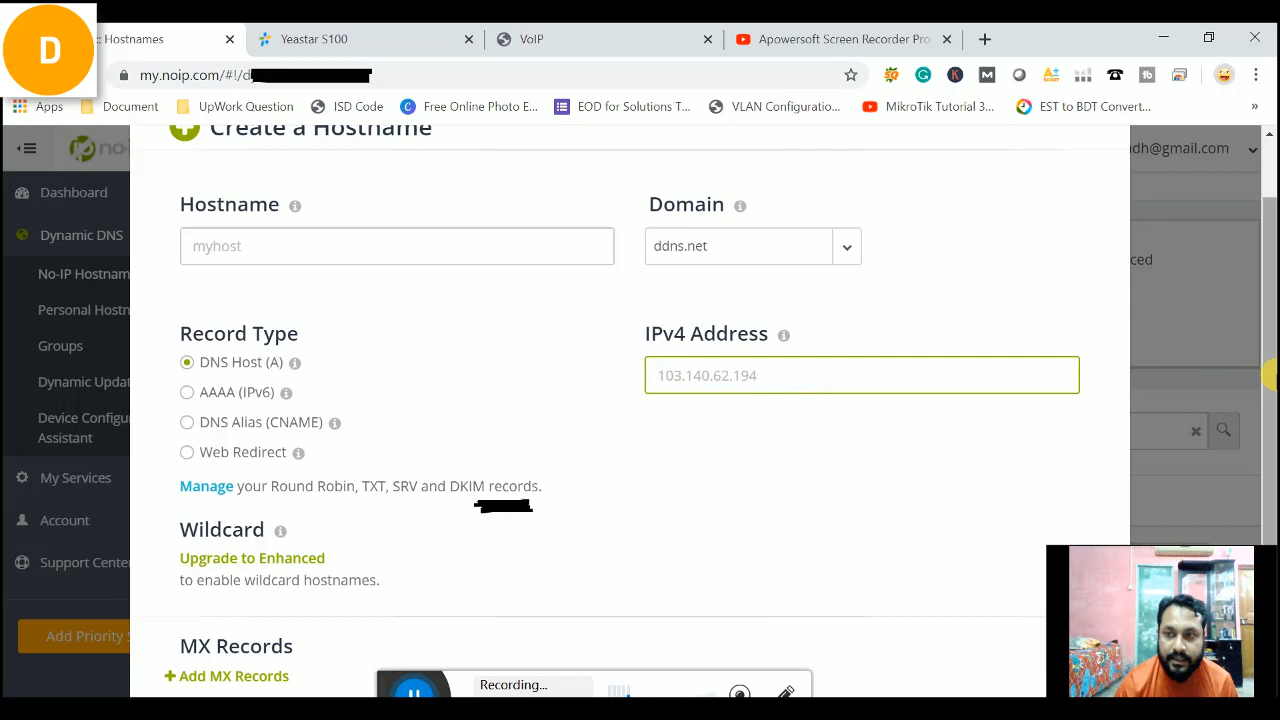 D
:: Hostnames
Yeastar S100
VoIP
Apowersoft Screen Recorder Pro
my.noip.com/#!/d
Apps
Document
UpWork Question
ISD Code
Free Online Photo E...
EOD for Solutions T...
VLAN Configuratio...
MikroTik Tutorial 3...
EST to BDT Convert...
»
Create a Hostname
no-i
dh@gmail.com
Dashboard
Dynamic DNS
No-IP Hostnam
Personal Hostn
Groups
Dynamic Updat
Device Configu
Assistant
My Services
Account
Support Center
Add Priority S
Hostname
myhost
Domain
ddns.net
ced
Record Type
DNS Host (A)
AAAA (IPv6)
DNS Alias (CNAME)
Web Redirect
Manage your Round Robin, TXT, SRV and DKIM records.
IPv4 Address
103.140.62.194
Wildcard
Upgrade to Enhanced
to enable wildcard hostnames.
MX Records
+ Add MX Records
Recording...